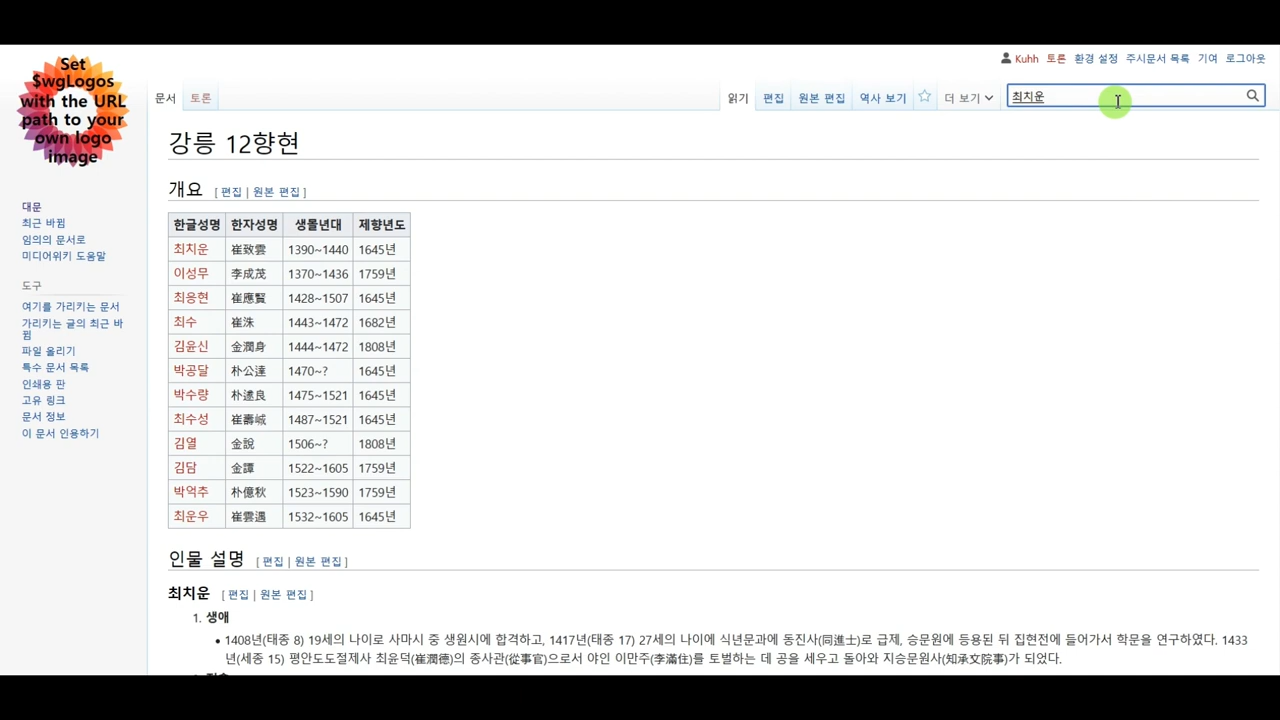 Set
$wgLogos
with the URL
path to your
own logo
image
Kuhh 토론 환경 설정 주시문서 목록 기여 로그아웃
문서 토론 읽기 편집 원본 편집 역사 보기 더 보기 최치운
대문
최근 바뀜
임의의 문서로
미디어위키 도움말
도구
여기를 가리키는 문서
가리키는 글의 최근 바
뀜
파일 올리기
특수 문서 목록
인쇄용 판
고유 링크
문서 정보
이 문서 인용하기
강릉 12향현
개요 [ 편집 | 원본 편집 ]
한글성명 한자성명 생몰년대 제향년도
최치운 崔致雲 1390~1440 1645년
이성무 李成茂 1370~1436 1759년
최응현 崔應賢 1428~1507 1645년
최수 崔洙 1443~1472 1682년
김윤신 金潤身 1444~1472 1808년
박공달 朴公達 1470~? 1645년
박수량 朴遂良 1475~1521 1645년
최수성 崔壽峸 1487~1521 1645년
김열 金說 1506~? 1808년
김담 金譚 1522~1605 1759년
박억추 朴億秋 1523~1590 1759년
최운우 崔雲遇 1532~1605 1645년
인물 설명 [ 편집 | 원본 편집 ]
최치운 [ 편집 | 원본 편집 ]
1. 생애
• 1408년(태종 8) 19세의 나이로 사마시 중 생원시에 합격하고, 1417년(태종 17) 27세의 나이에 식년문과에 동진사(同進士)로 급제, 승문원에 등용된 뒤 집현전에 들어가서 학문을 연구하였다. 1433
년(세종 15) 평안도도절제사 최윤덕(崔潤德)의 종사관(從事官)으로서 야인 이만주(李滿住)를 토벌하는 데 공을 세우고 돌아와 지승문원사(知承文院事)가 되었다.